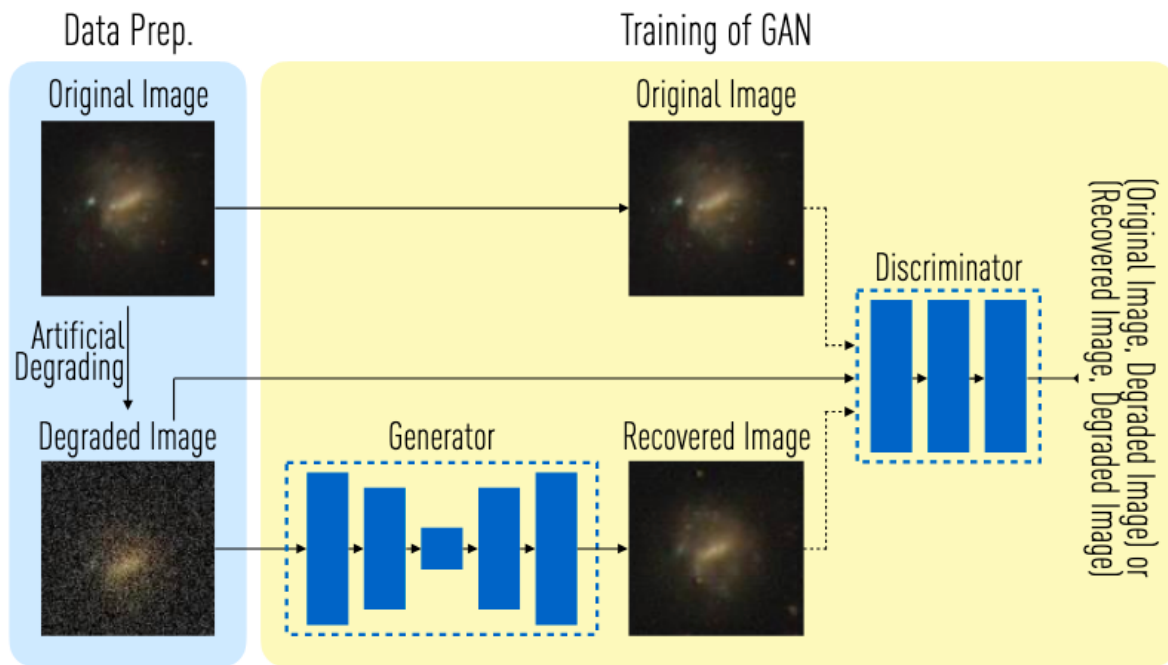 Data Prep.
Training of GAN
Original Image
Original Image
Artificial
Degrading
Discriminator
Degraded Image
Generator
Recovered Image
(Original Image, Degraded Image) or
(Recovered Image, Degraded Image)